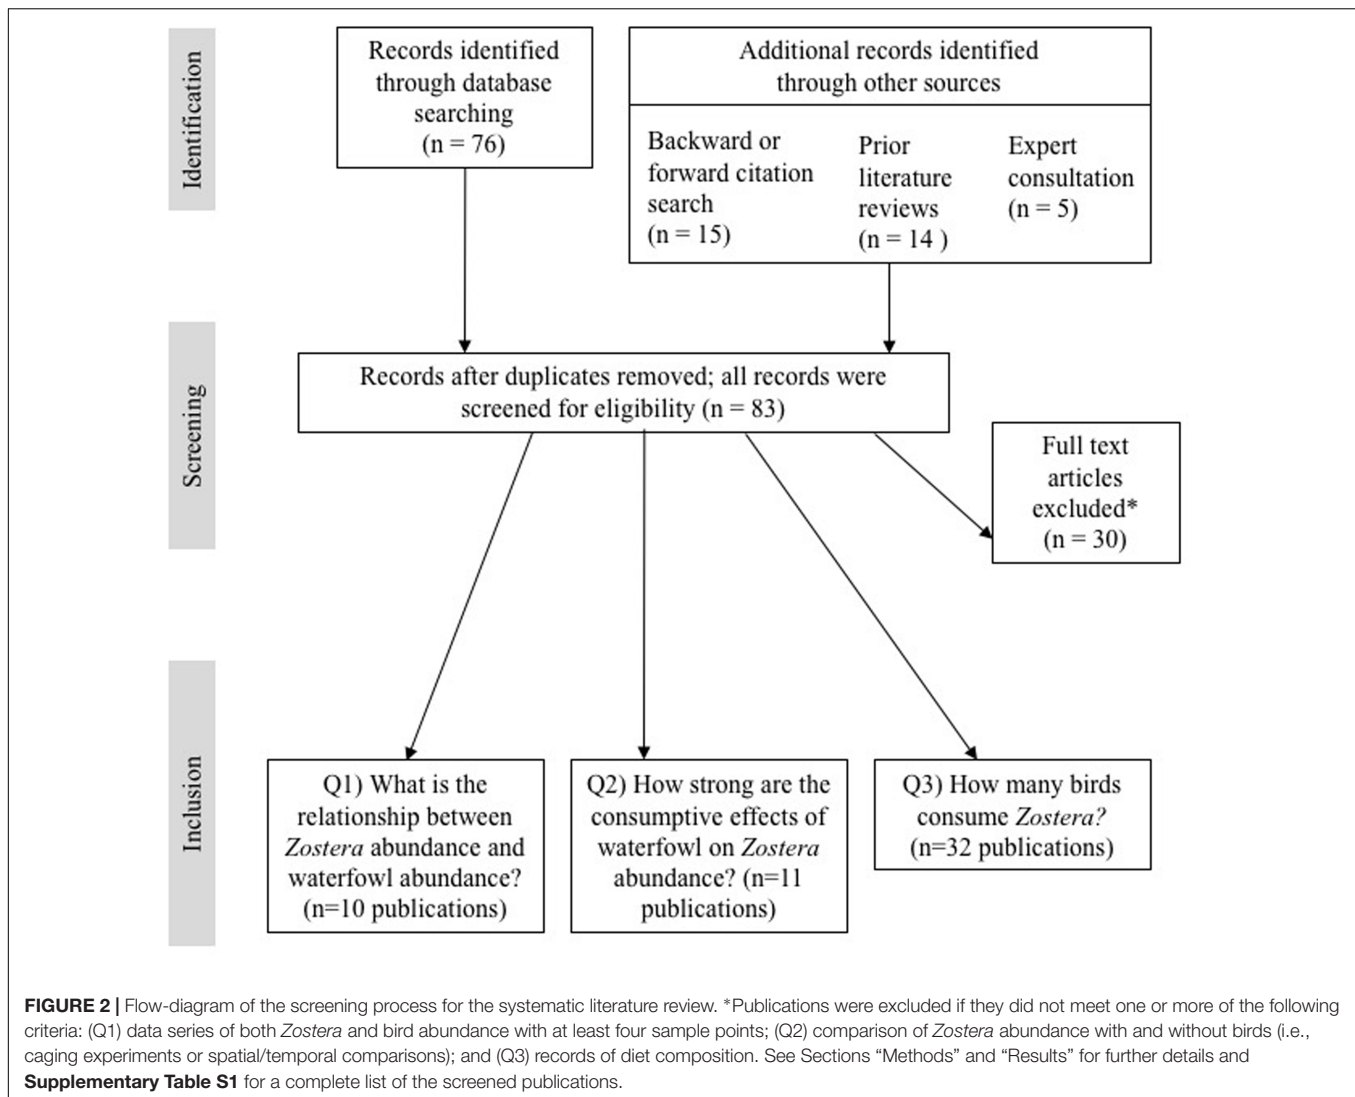 Identification
Records identified
through database
searching
(n = 76)
Additional records identified
through other sources
Backward or
forward citation
search
(n = 15)
Prior
literature
reviews
(n = 14 )
Expert
consultation
(n = 5)
Screening
Records after duplicates removed; all records were
screened for eligibility (n = 83)
Full text
articles
excluded*
(n = 30)
Inclusion
Q1) What is the
relationship between
Zostera abundance and
waterfowl abundance?
(n=10 publications)
Q2) How strong are the
consumptive effects of
waterfowl on Zostera
abundance? (n=11
publications)
Q3) How many birds
consume Zostera?
(n=32 publications)
FIGURE 2 | Flow-diagram of the screening process for the systematic literature review. *Publications were excluded if they did not meet one or more of the following
criteria: (Q1) data series of both Zostera and bird abundance with at least four sample points; (Q2) comparison of Zostera abundance with and without birds (i.e.,
caging experiments or spatial/temporal comparisons); and (Q3) records of diet composition. See Sections “Methods” and “Results” for further details and
Supplementary Table S1 for a complete list of the screened publications.